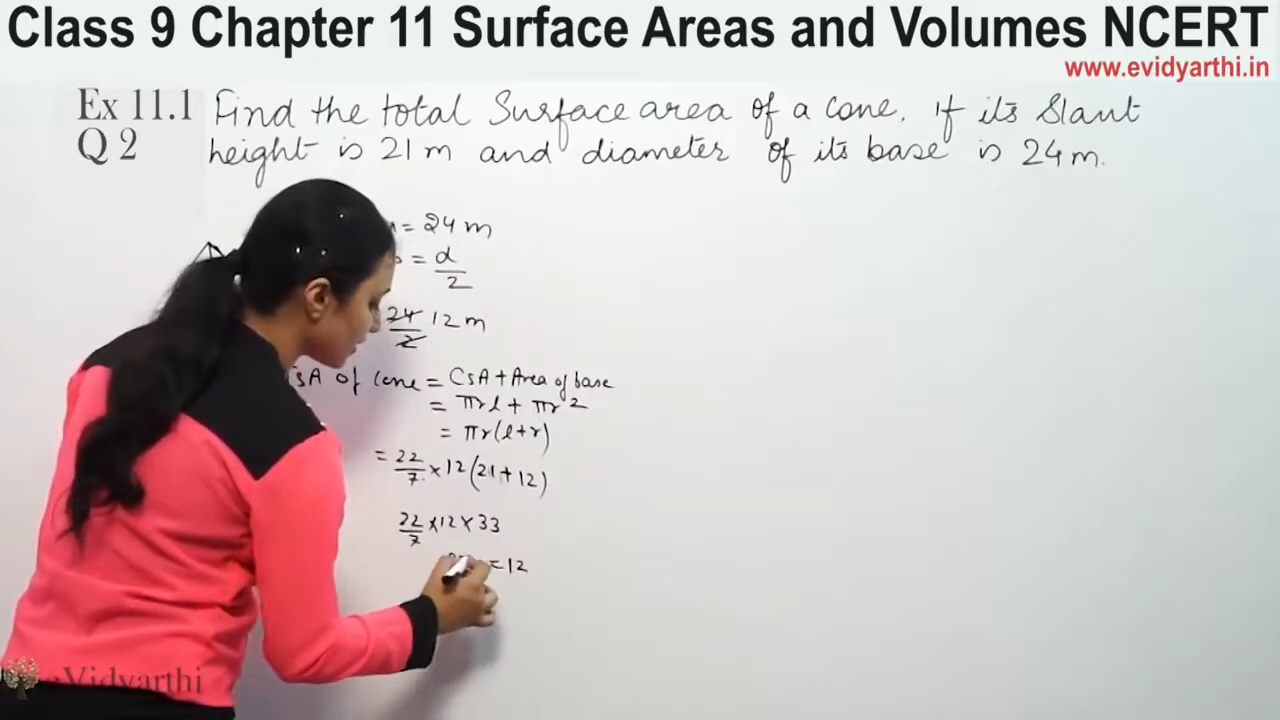 Class 9 Chapter 11 Surface Areas and Volumes NCERT
www.evidyarthi.in
Ex 11.1 Find the total Surface area of a cone, If its Slant
Q 2 height is 21 m and diameter of its base is 24 m.
= 24 m
= d/2
24/2 12 m
SA of Cone = CSA + Area of base
= πrl + πr2
= πr(l+r)
= 22/7 × 12 (21 + 12)
22/7 × 12 × 33
= 12
eVidyarthi